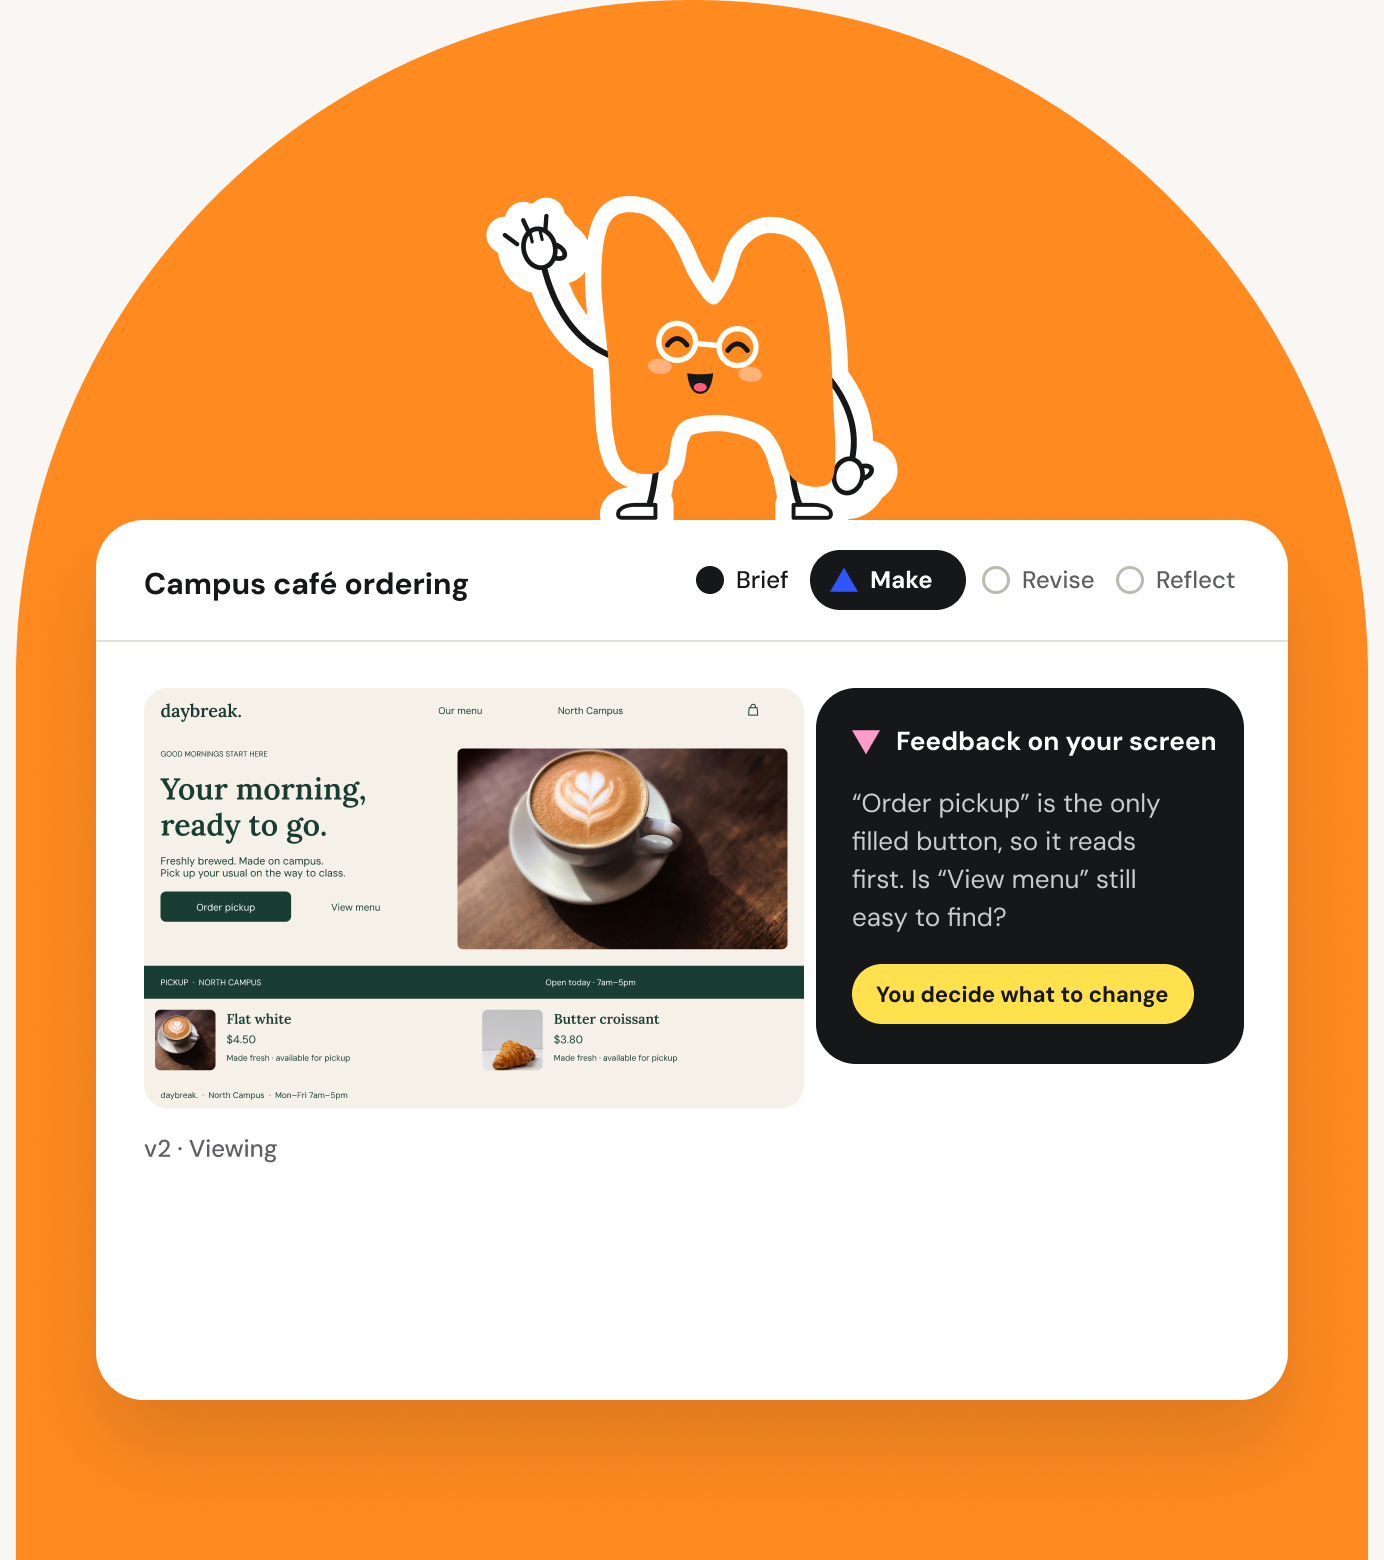 Campus café ordering
Brief
Make
Revise
Reflect
daybreak.
Our menu
North Campus
GOOD MORNINGS START HERE
Your morning,
ready to go.
Freshly brewed. Made on campus.
Pick up your usual on the way to class.
Order pickup
View menu
PICKUP · NORTH CAMPUS
Open today · 7am–5pm
Flat white
$4.50
Made fresh · available for pickup
Butter croissant
$3.80
Made fresh · available for pickup
daybreak. · North Campus · Mon–Fri 7am–5pm
v2 · Viewing
Feedback on your screen
“Order pickup” is the only
filled button, so it reads
first. Is “View menu” still
easy to find?
You decide what to change